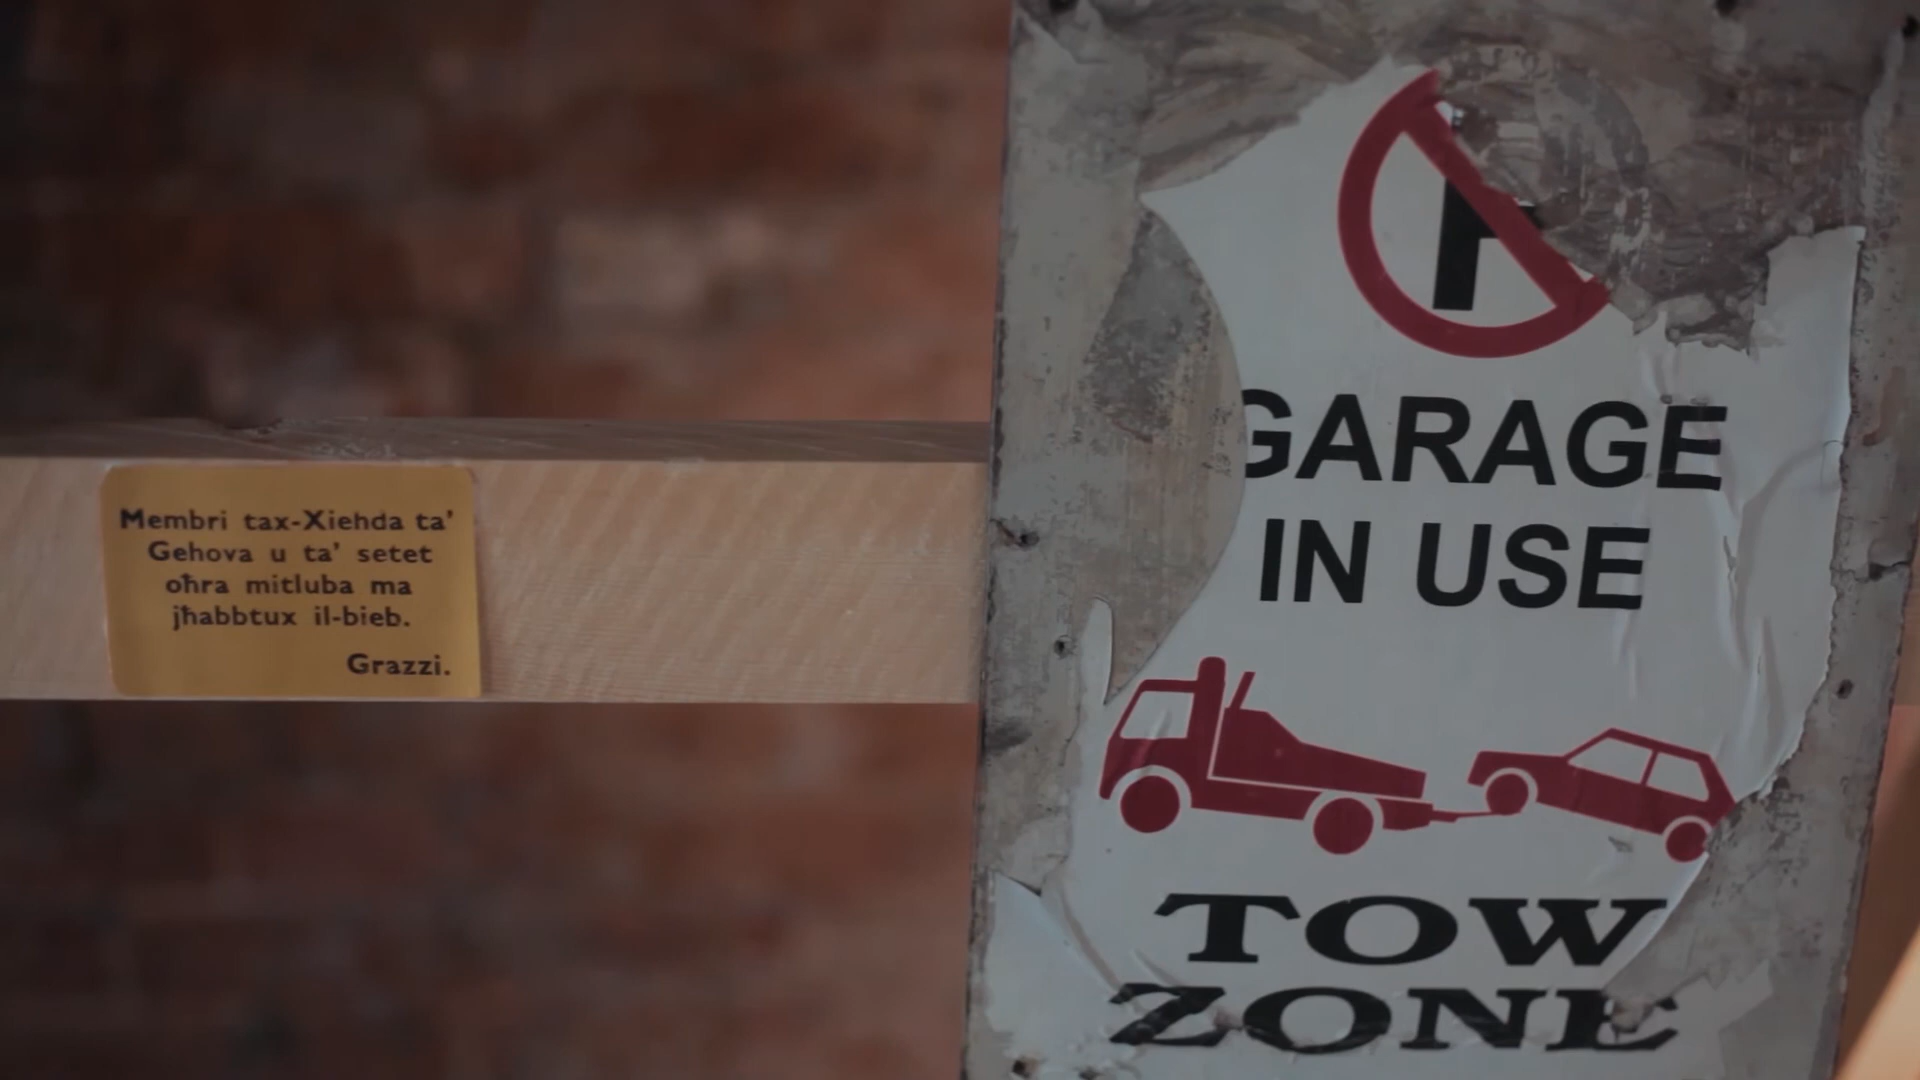 Membri tax-Xiehda ta'
Gehova u ta' setet
oħra mitluba ma
jħabbtux il-bieb.
Grazzi.
P
GARAGE
IN USE
TOW
ZONE